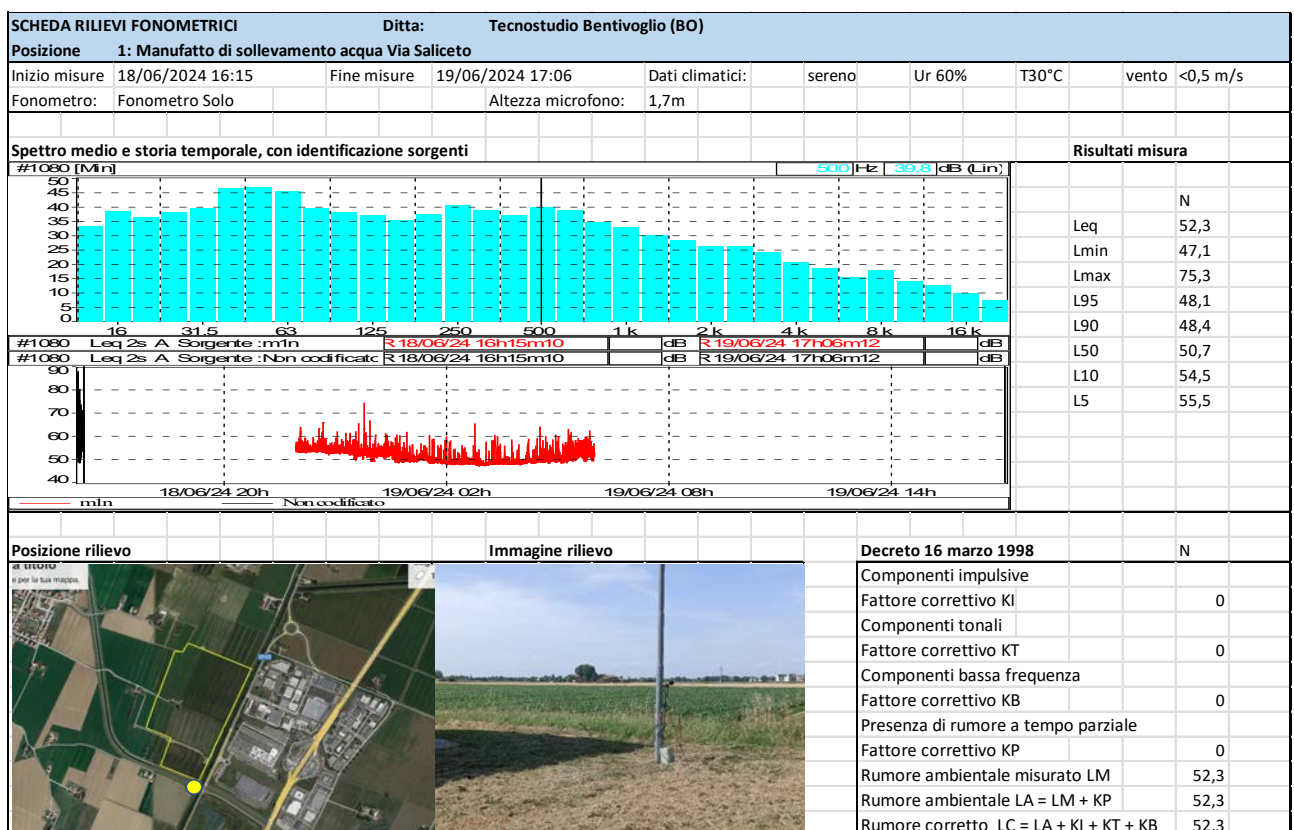 SCHEDA RILIEVI FONOMETRICI Ditta: Tecnostudio Bentivoglio (BO)
Posizione 1: Manufatto di sollevamento acqua Via Saliceto
Inizio misure 18/06/2024 16:15 Fine misure 19/06/2024 17:06 Dati climatici: sereno Ur 60% T30°C vento <0,5 m/s
Fonometro: Fonometro Solo Altezza microfono: 1,7m
Spettro medio e storia temporale, con identificazione sorgenti Risultati misura
#1080 [Min] 500 Hz 39.8 dB (Lin)
50
45
40
35
30
25
20
15
10
5
0
16 31.5 63 125 250 500 1 k 2 k 4 k 8 k 16 k
N
Leq 52,3
Lmin 47,1
Lmax 75,3
L95 48,1
L90 48,4
L50 50,7
L10 54,5
L5 55,5
#1080 Leq 2s A Sorgente :m1n R 18/06/24 16h15m10 dB R 19/06/24 17h06m12 dB
#1080 Leq 2s A Sorgente :Non codificato R 18/06/24 16h15m10 dB R 19/06/24 17h06m12 dB
90
80
70
60
50
40
18/06/24 20h 19/06/24 02h 19/06/24 08h 19/06/24 14h
m1n Non codificato
Posizione rilievo Immagine rilievo Decreto 16 marzo 1998 N
a titolo
e per la tua mappa.
Componenti impulsive
Fattore correttivo KI 0
Componenti tonali
Fattore correttivo KT 0
Componenti bassa frequenza
Fattore correttivo KB 0
Presenza di rumore a tempo parziale
Fattore correttivo KP 0
Rumore ambientale misurato LM 52,3
Rumore ambientale LA = LM + KP 52,3
Rumore corretto LC = LA + KI + KT + KB 52,3